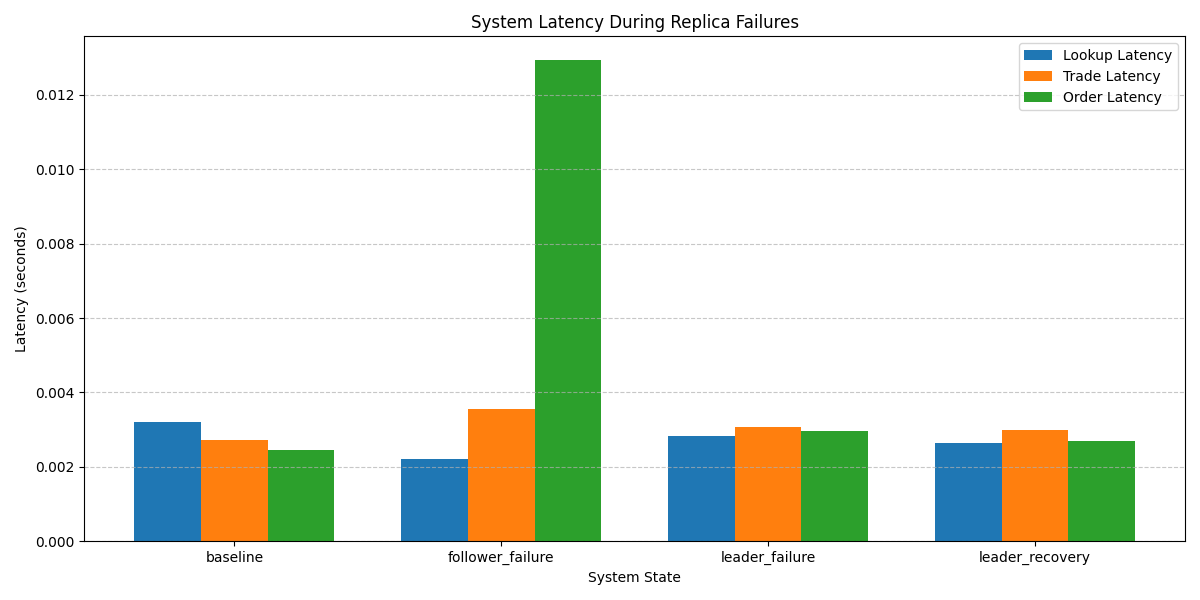 System Latency During Replica Failures
Lookup Latency
Trade Latency
Order Latency
Latency (seconds)
0.012
0.010
0.008
0.006
0.004
0.002
0.000
baseline
follower_failure
leader_failure
leader_recovery
System State